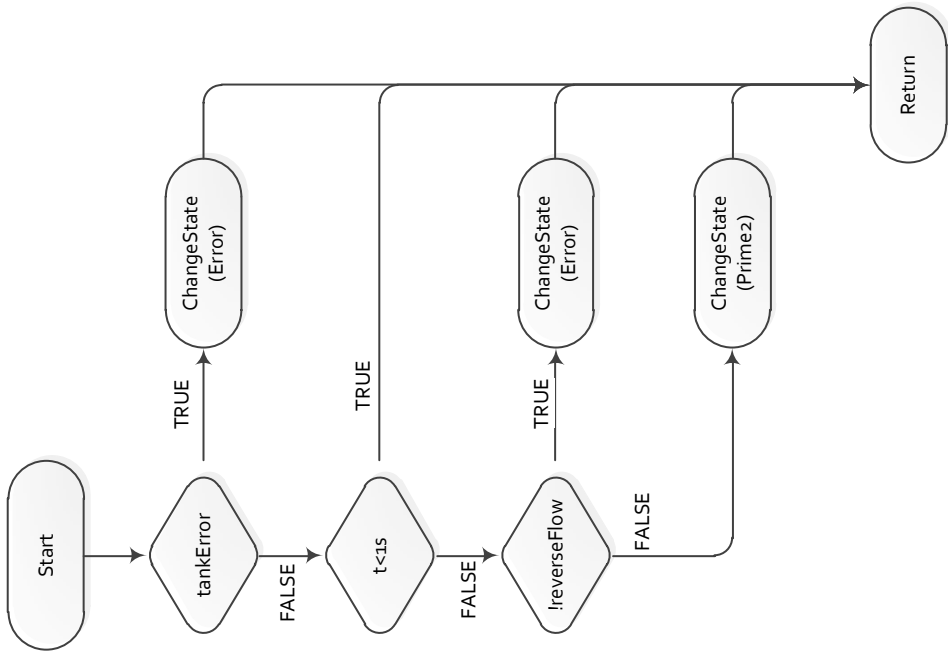 Start
tankError
TRUE
ChangeState
(Error)
FALSE
t<1s
TRUE
FALSE
!reverseFlow
TRUE
ChangeState
(Error)
FALSE
ChangeState
(Prime2)
Return